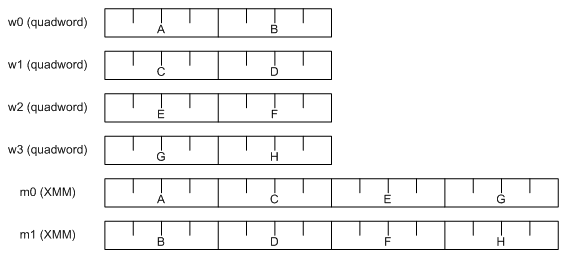 w0 (quadword) A B
w1 (quadword) C D
w2 (quadword) E F
w3 (quadword) G H
m0 (XMM) A C E G
m1 (XMM) B D F H